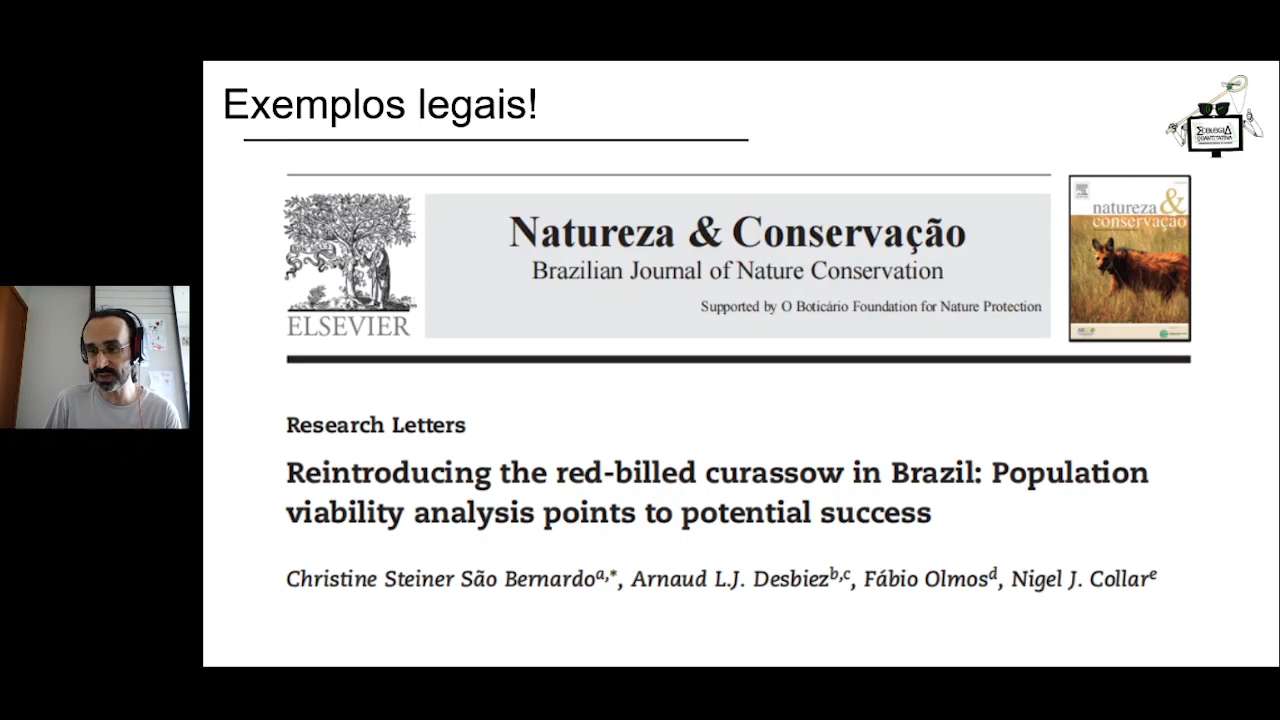 Exemplos legais!
ECOLOGIA
QUANTITATIVA
Natureza & Conservação
Brazilian Journal of Nature Conservation
Supported by O Boticário Foundation for Nature Protection
ELSEVIER
natureza &
conservação
Research Letters
Reintroducing the red-billed curassow in Brazil: Population
viability analysis points to potential success
Christine Steiner São Bernardoa,*, Arnaud L.J. Desbiezb,c, Fábio Olmosd, Nigel J. Collare